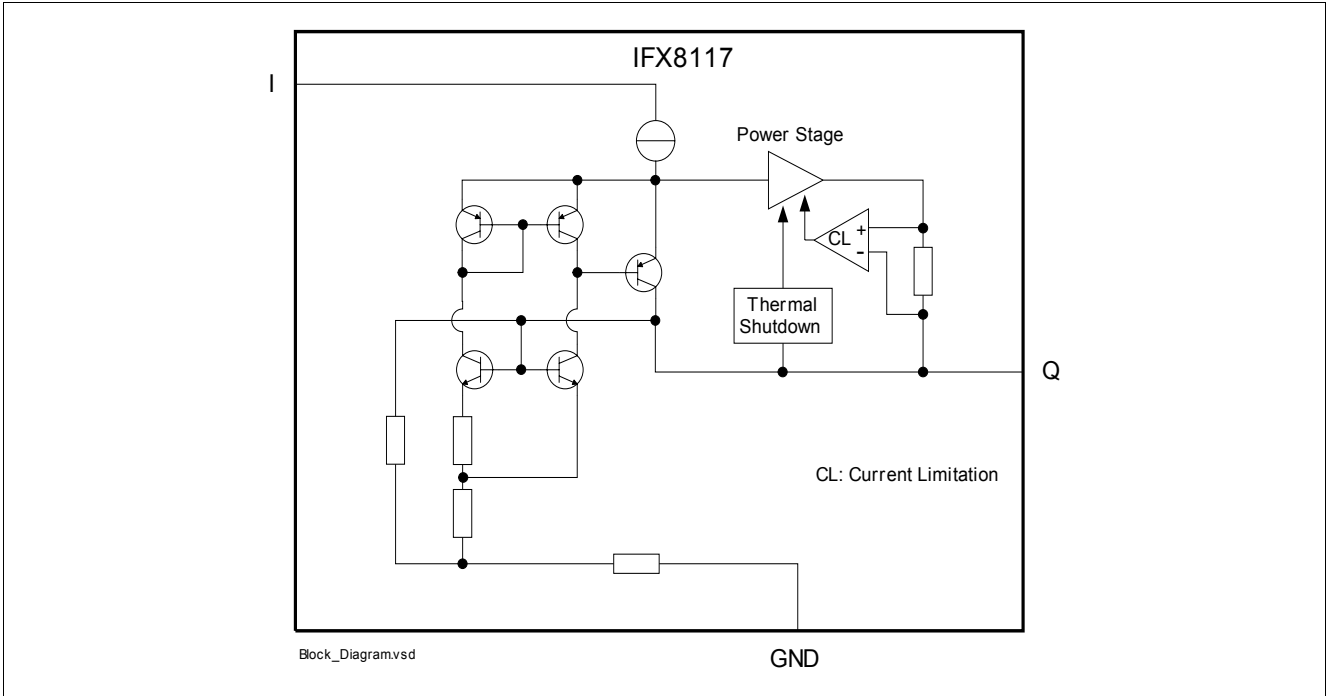 IFX8117
I
Power Stage
CL
+
-
Thermal
Shutdown
Q
CL: Current Limitation
Block_Diagram.vsd
GND